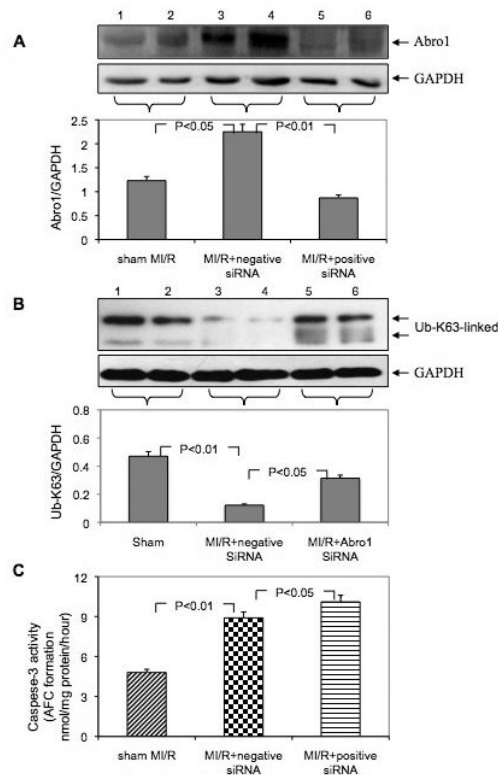 A
1 2 3 4 5 6
Abro1
GAPDH
Abro1/GAPDH
2.5
2
1.5
1
0.5
0
P<0.05
P<0.01
sham MI/R
MI/R+negative
siRNA
MI/R+positive
siRNA
B
1 2 3 4 5 6
Ub-K63-linked
GAPDH
Ub-K63/GAPDH
0.8
0.6
0.4
0.2
0
P<0.01
P<0.05
Sham
MI/R+negative
SiRNA
MI/R+Abro1
SiRNA
C
Caspese-3 activity
(AFC formation
nmol/mg protein/hour)
12
9
6
3
0
P<0.01
P<0.05
sham MI/R
MI/R+negative
siRNA
MI/R+positive
siRNA